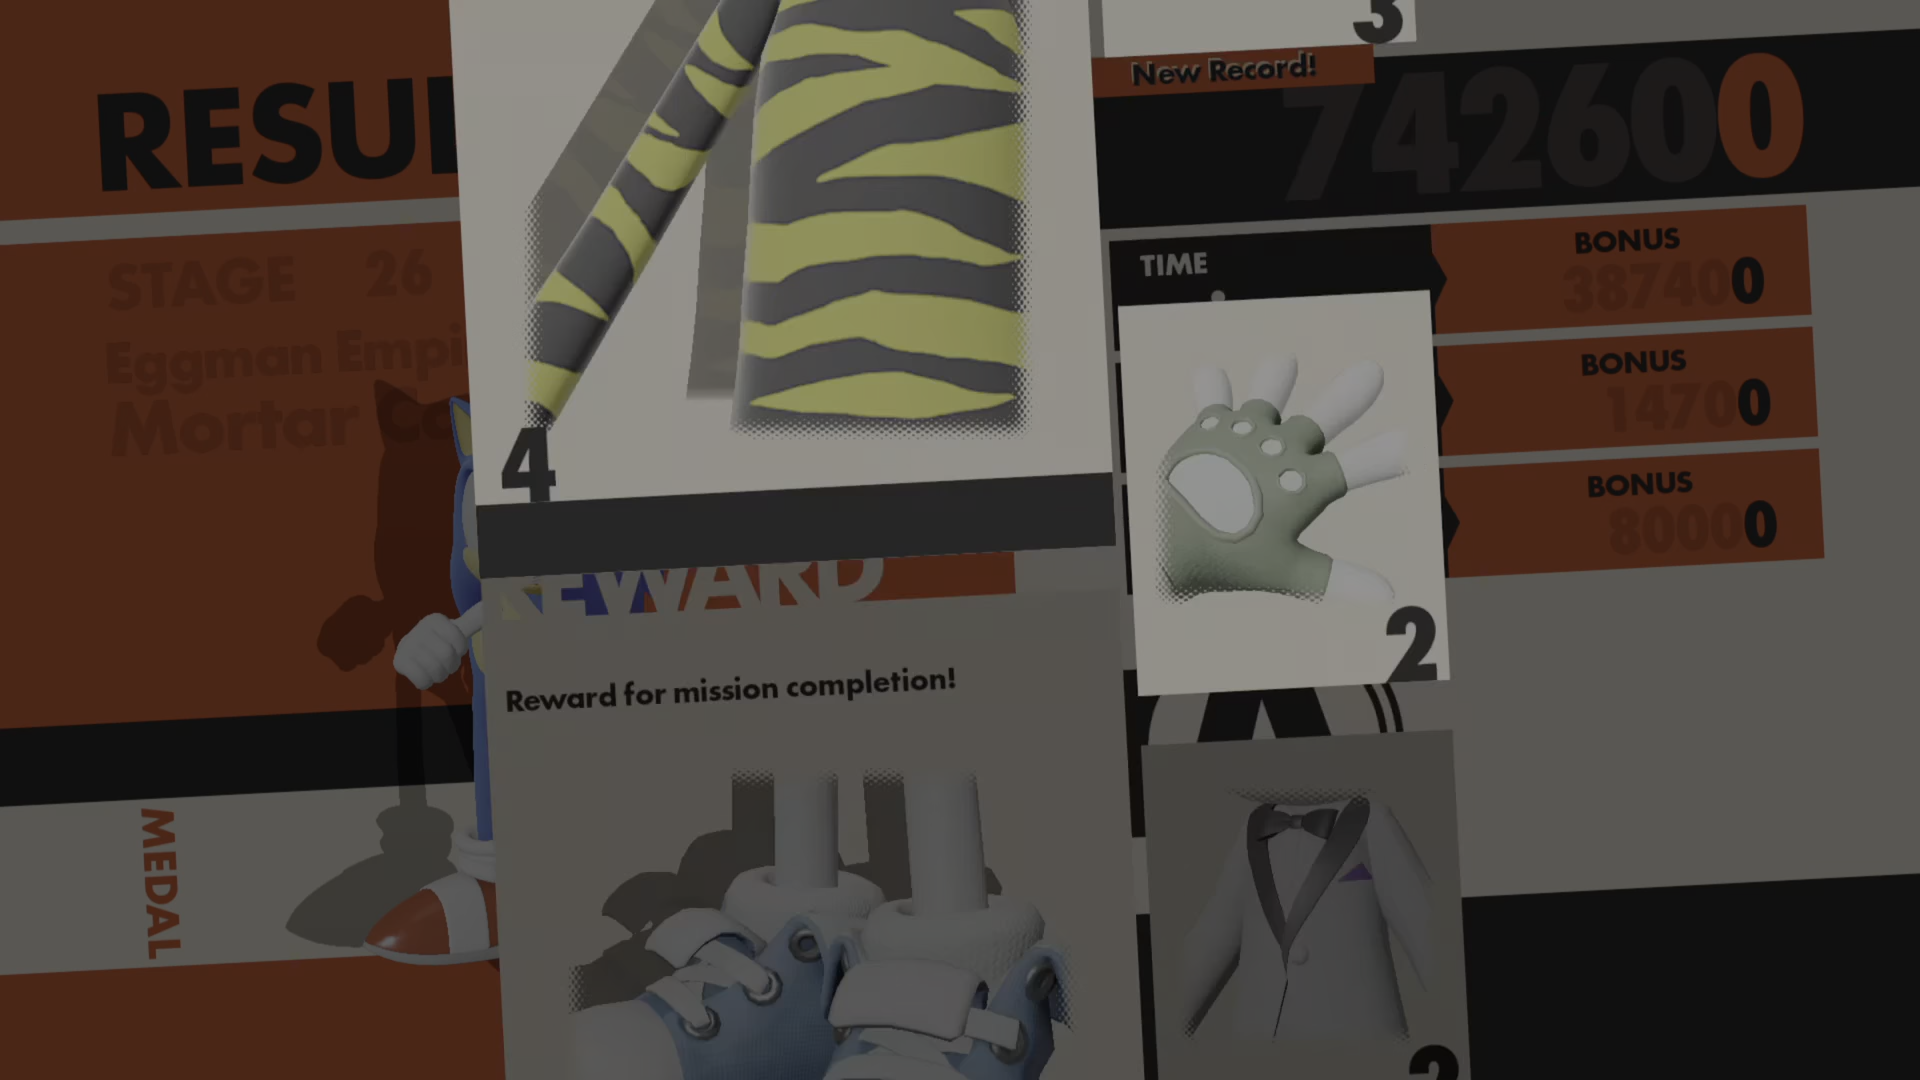 RESU
STAGE 26
Eggman Empi
Mortar Co
MEDAL
4
REWARD
Reward for mission completion!
3
New Record!
742600
TIME
BONUS
387400
BONUS
14700
BONUS
80000
2
2